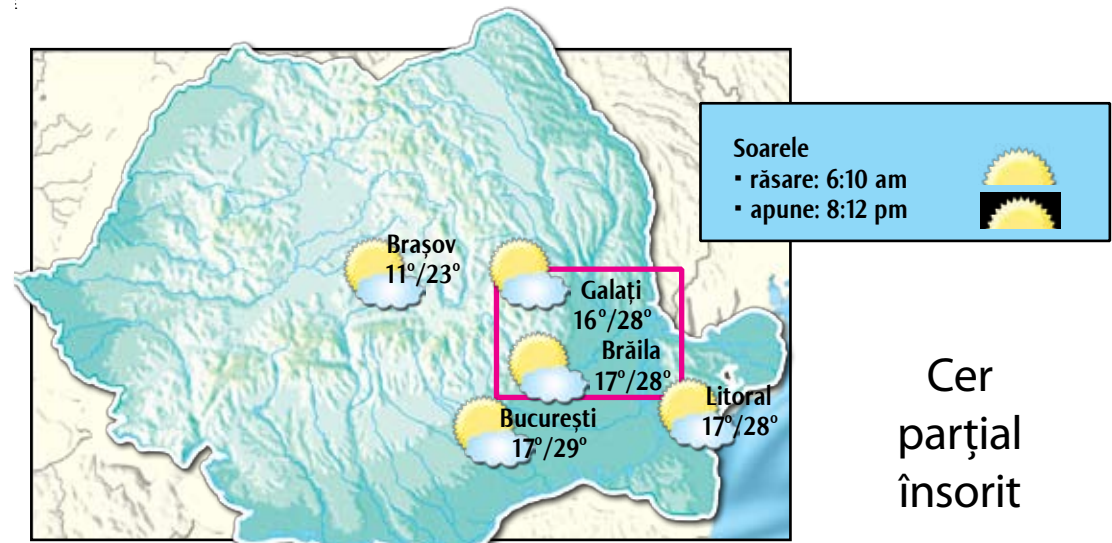 Soarele
▪ răsare: 6:10 am
▪ apune: 8:12 pm
Brașov
11°/23°
Galați
16°/28°
Brăila
17°/28°
Litoral
17°/28°
București
17°/29°
Cer
parțial
însorit